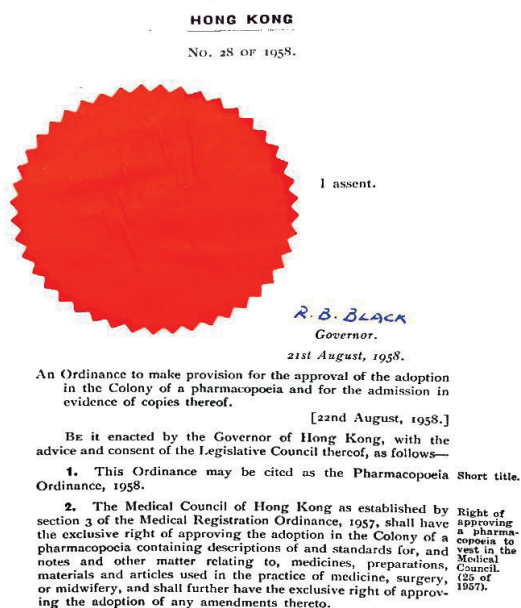 HONG KONG
No. 28 OF 1958.
I assent.
R. B. BLACK
Governor.
21st August, 1958.
An Ordinance to make provision for the approval of the adoption
in the Colony of a pharmacopoeia and for the admission in
evidence of copies thereof.
[22nd August, 1958.]
BE it enacted by the Governor of Hong Kong, with the
advice and consent of the Legislative Council thereof, as follows—
1. This Ordinance may be cited as the Pharmacopoeia
Ordinance, 1958.
Short title.
2. The Medical Council of Hong Kong as established by
section 3 of the Medical Registration Ordinance, 1957, shall have
the exclusive right of approving the adoption in the Colony of a
pharmacopoeia containing descriptions of and standards for, and
notes and other matter relating to, medicines, preparations,
materials and articles used in the practice of medicine, surgery,
or midwifery, and shall further have the exclusive right of approv-
ing the adoption of any amendments thereto.
Right of
approving
a pharma-
copoeia to
vest in the
Medical
Council.
(25 of
1957).